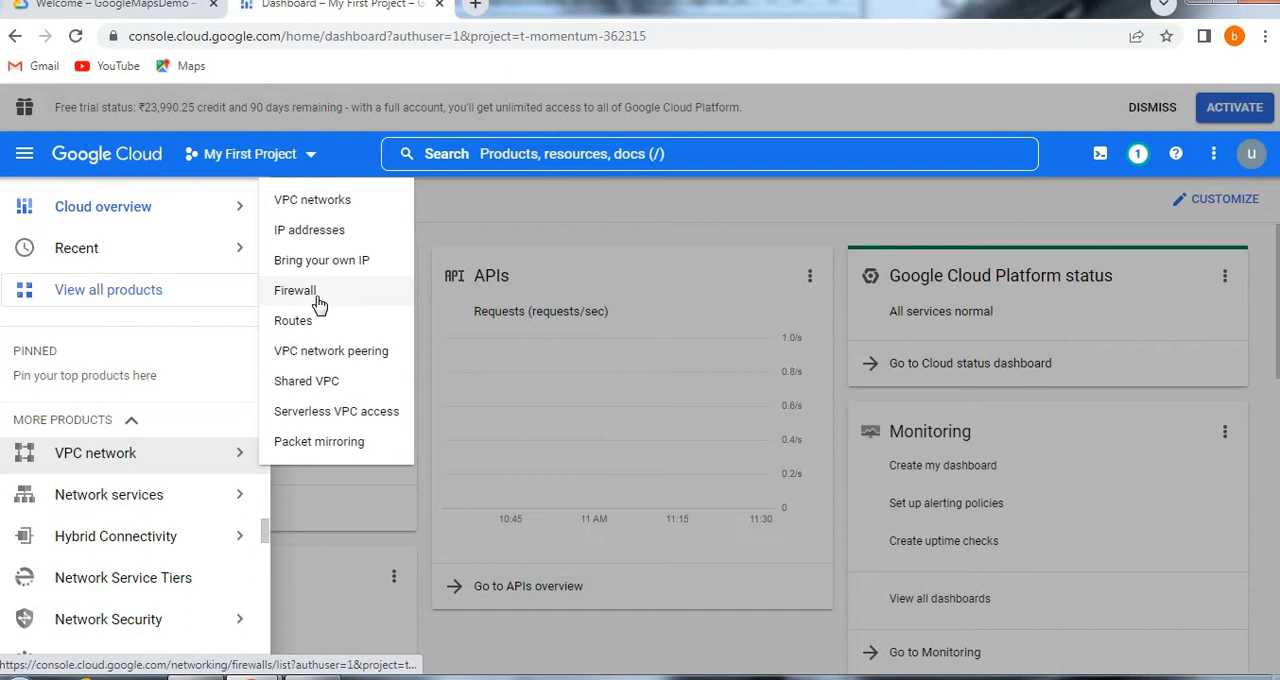 Welcome – GoogleMapsDemo –
Dashboard – My First Project – G
console.cloud.google.com/home/dashboard?authuser=1&project=t-momentum-362315
b
Gmail
YouTube
Maps
Free trial status: ₹23,990.25 credit and 90 days remaining - with a full account, you'll get unlimited access to all of Google Cloud Platform.
DISMISS
ACTIVATE
Google Cloud
My First Project
Search Products, resources, docs (/)
1
u
Cloud overview
Recent
View all products
PINNED
Pin your top products here
MORE PRODUCTS
VPC network
Network services
Hybrid Connectivity
Network Service Tiers
Network Security
VPC networks
IP addresses
Bring your own IP
Firewall
Routes
VPC network peering
Shared VPC
Serverless VPC access
Packet mirroring
CUSTOMIZE
API APIs
Requests (requests/sec)
1.0/s
0.8/s
0.6/s
0.4/s
0.2/s
0
10:45
11 AM
11:15
11:30
Go to APIs overview
Google Cloud Platform status
All services normal
Go to Cloud status dashboard
Monitoring
Create my dashboard
Set up alerting policies
Create uptime checks
View all dashboards
Go to Monitoring
https://console.cloud.google.com/networking/firewalls/list?authuser=1&project=t...